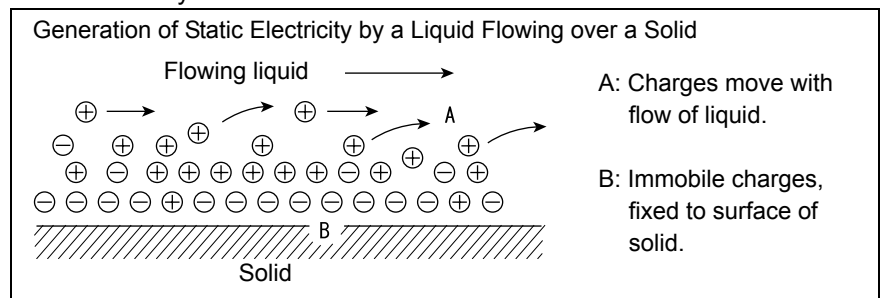 Generation of Static Electricity by a Liquid Flowing over a Solid
Flowing liquid
A
A: Charges move with
flow of liquid.
B: Immobile charges,
fixed to surface of
solid.
B
Solid